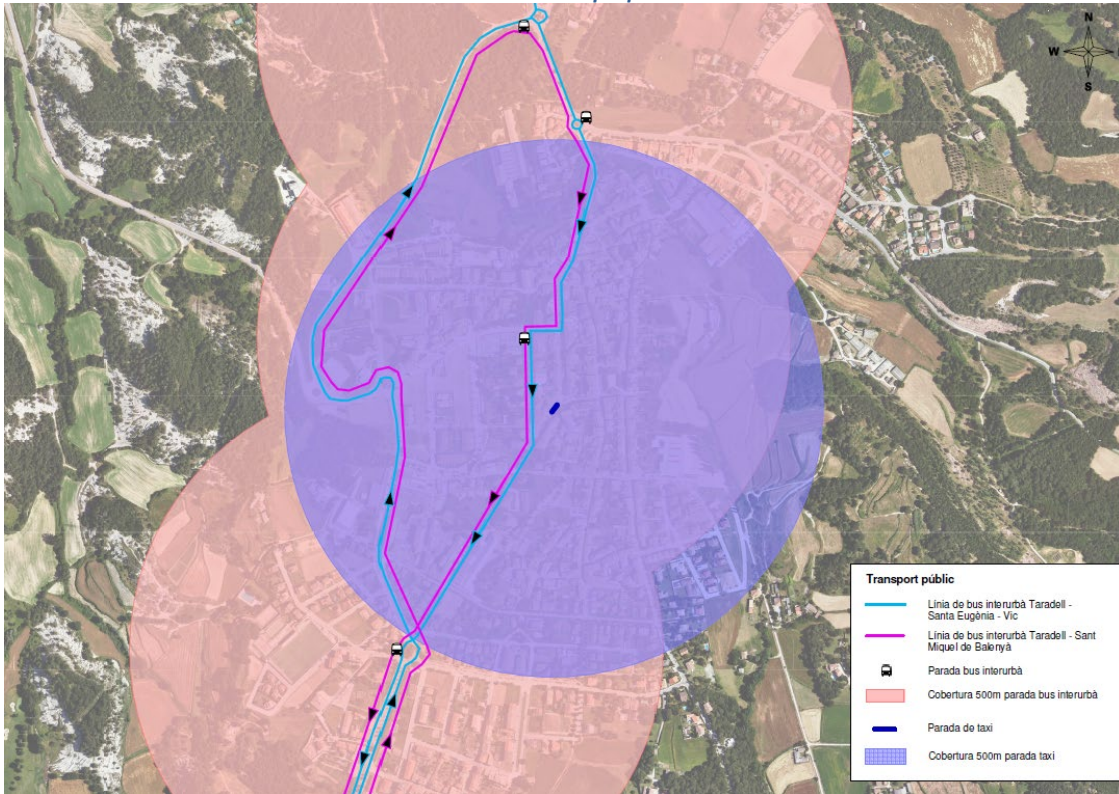 N
W
S
Transport públic
Línia de bus interurbà Taradell -
Santa Eugènia - Vic
Línia de bus interurbà Taradell - Sant
Miquel de Balenyà
Parada bus interurbà
Cobertura 500m parada bus interurbà
Parada de taxi
Cobertura 500m parada taxi